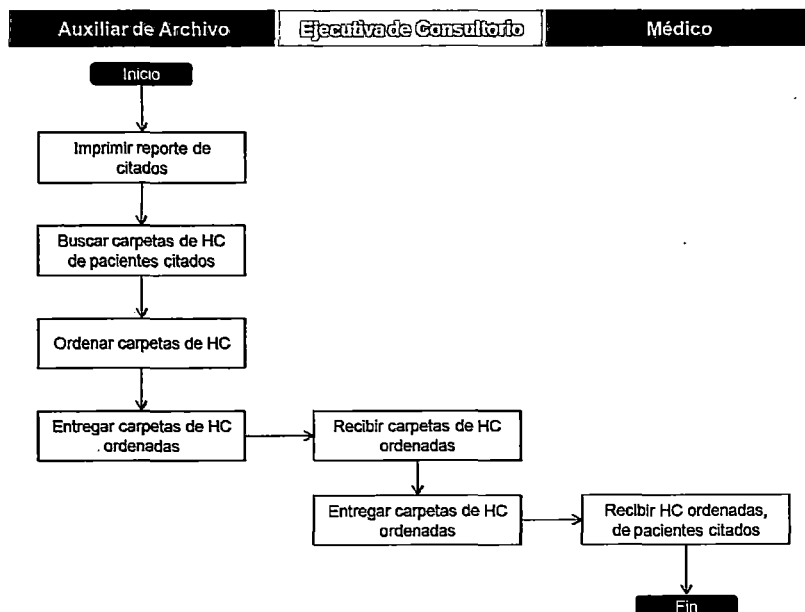 Auxiliar de Archivo
Ejecutiva de Consultorio
Médico
Inicio
Imprimir reporte de
citados
Buscar carpetas de HC
de pacientes citados
Ordenar carpetas de HC
Entregar carpetas de HC
ordenadas
Recibir carpetas de HC
ordenadas
Entregar carpetas de HC
ordenadas
Recibir HC ordenadas,
de pacientes citados
Fin